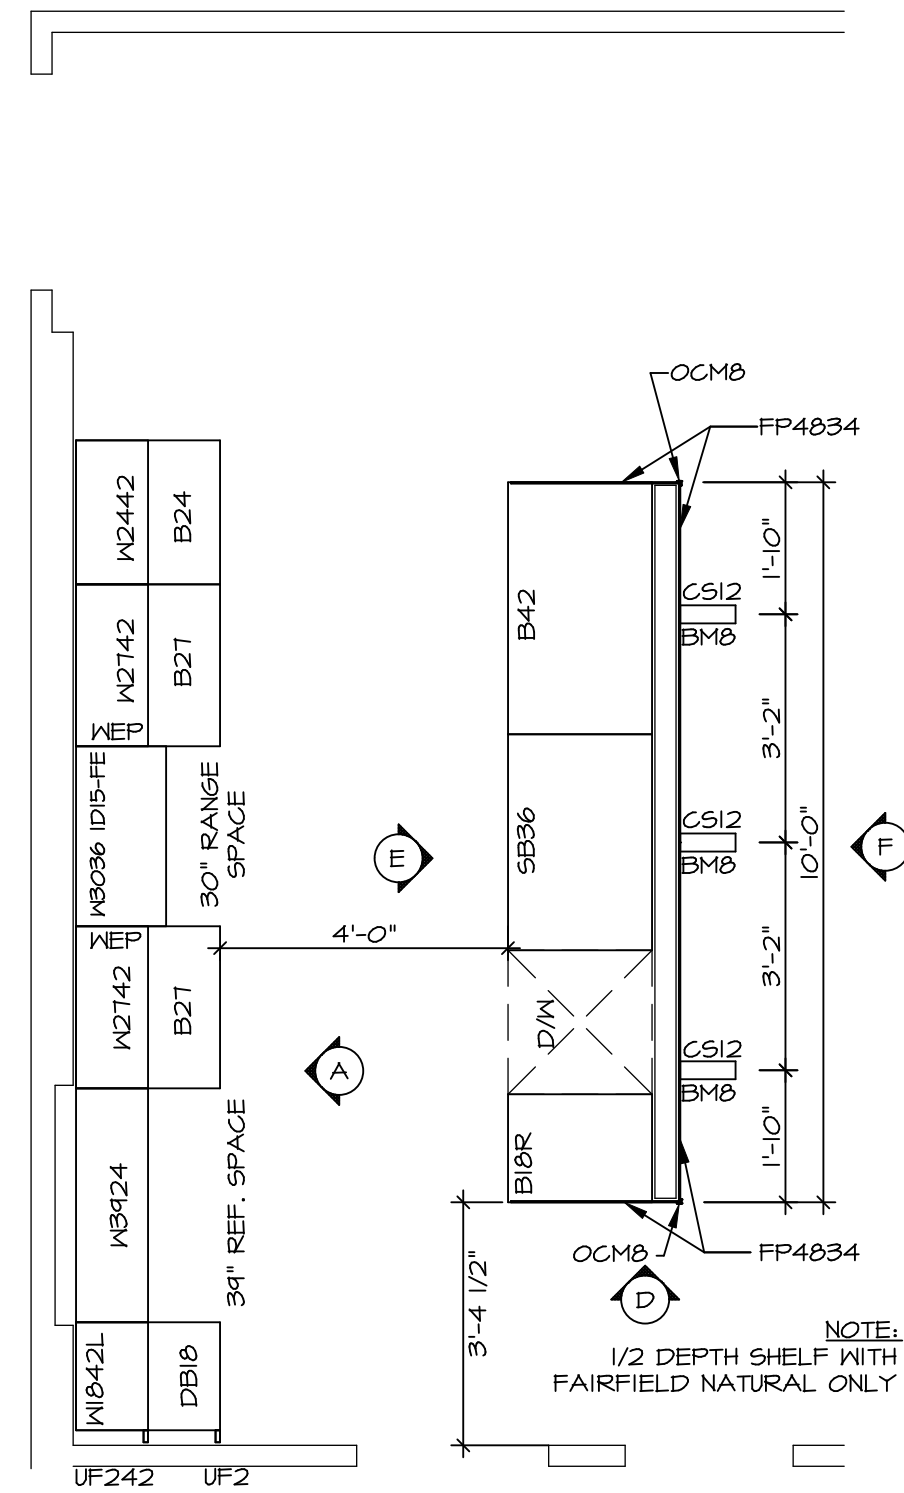 OCM8
FP4834
W2442
B24
1'-10"
B42
CS12
BM8
W2742
B27
WEP
3'-2"
W3036 1D15-FE
30" RANGE
SPACE
SB36
CS12
BM8
10'-0"
E
F
WEP
4'-0"
W2742
B27
D/W
3'-2"
A
CS12
BM8
39" REF. SPACE
W3924
B18R
1'-10"
OCM8
FP4834
3'-4 1/2"
D
W1842L
DB18
NOTE:
1/2 DEPTH SHELF WITH
FAIRFIELD NATURAL ONLY
UF242
UF2